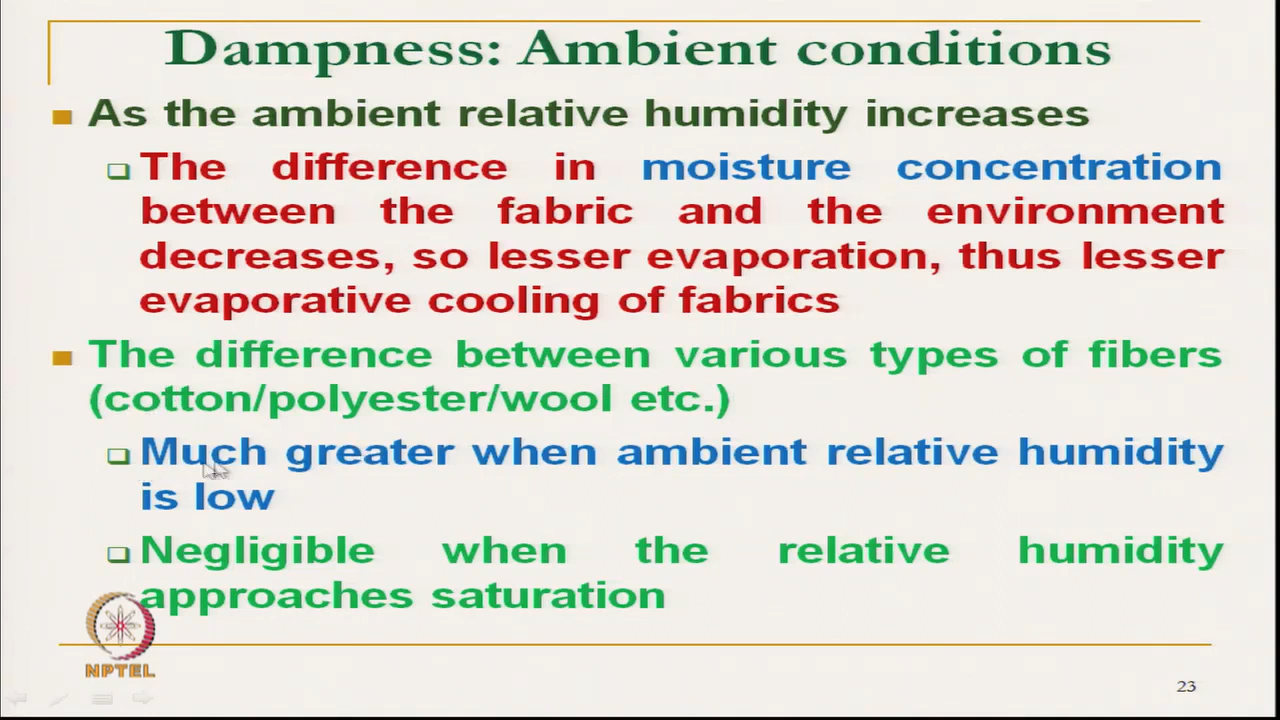 Dampness: Ambient conditions
As the ambient relative humidity increases
The difference in moisture concentration
between the fabric and the environment
decreases, so lesser evaporation, thus lesser
evaporative cooling of fabrics
The difference between various types of fibers
(cotton/polyester/wool etc.)
Much greater when ambient relative humidity
is low
Negligible when the relative humidity
approaches saturation
NPTEL
23